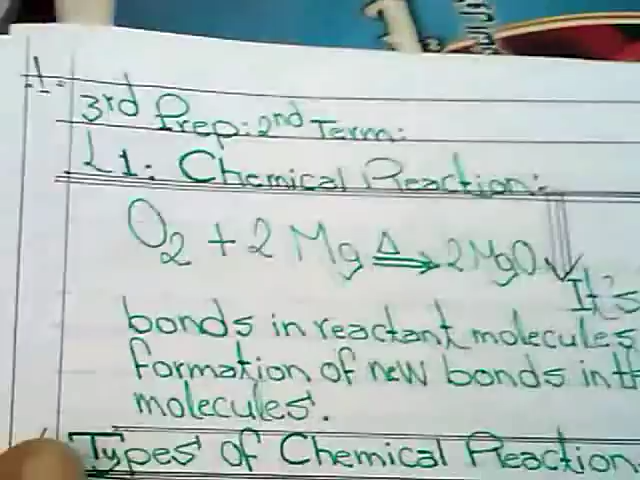 3rd Prep: 2nd Term:
L1: Chemical Reaction:
O2 + 2 Mg Δ 2MgO
It's
bonds in reactant molecules
formation of new bonds in th
molecules.
Types of Chemical Reaction